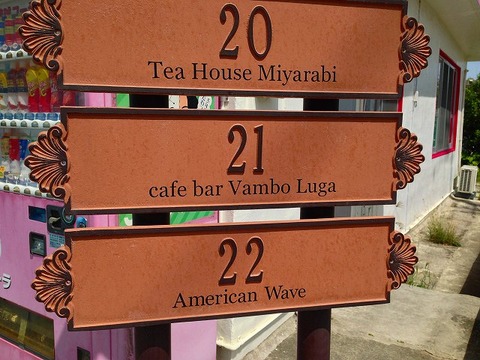 20
Tea House Miyarabi
21
cafe bar Vambo Luga
22
American Wave